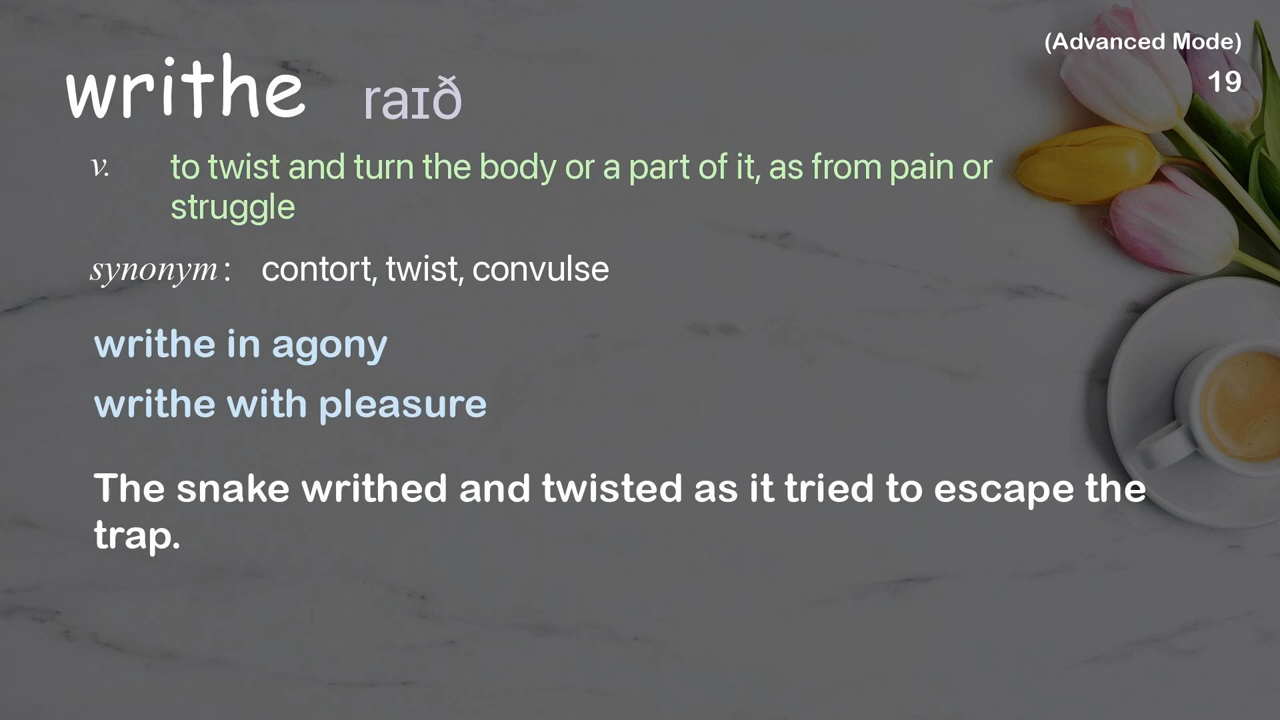 (Advanced Mode)
19
writhe raɪð
v. to twist and turn the body or a part of it, as from pain or
struggle
synonym: contort, twist, convulse
writhe in agony
writhe with pleasure
The snake writhed and twisted as it tried to escape the
trap.